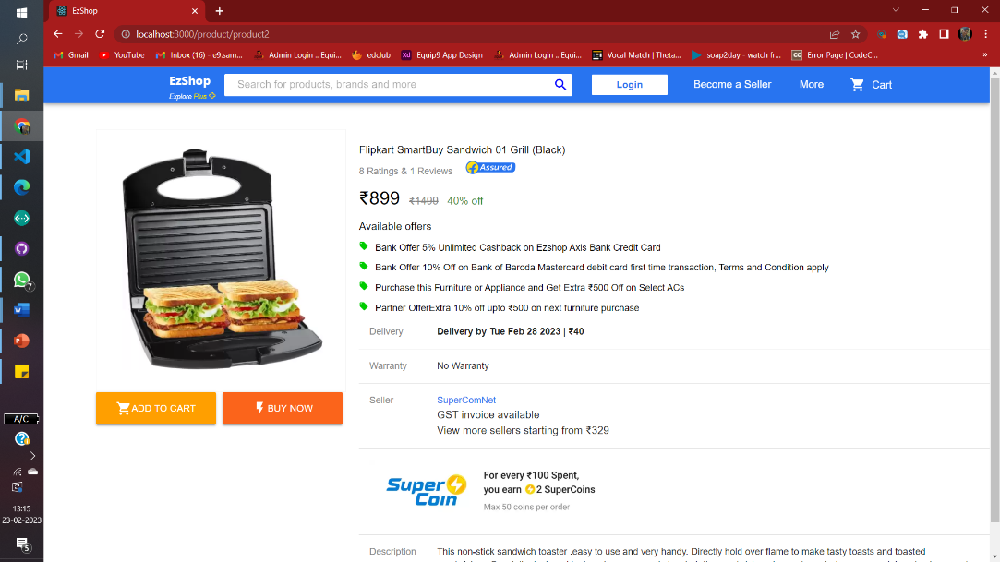 EzShop
localhost:3000/product/product2
Gmail
YouTube
Inbox (16) - e9.sam...
Admin Login :: Equi...
edclub
Xd Equip9 App Design
Admin Login :: Equi...
Vocal Match | Theta...
soap2day - watch fr...
CC Error Page | CodeC...
»
EzShop
Explore Plus
Search for products, brands and more
Login
Become a Seller
More
Cart
Flipkart SmartBuy Sandwich 01 Grill (Black)
8 Ratings & 1 Reviews
f Assured
₹899 ₹1499 40% off
Available offers
Bank Offer 5% Unlimited Cashback on Ezshop Axis Bank Credit Card
Bank Offer 10% Off on Bank of Baroda Mastercard debit card first time transaction, Terms and Condition apply
Purchase this Furniture or Appliance and Get Extra ₹500 Off on Select ACs
Partner OfferExtra 10% off upto ₹500 on next furniture purchase
Delivery Delivery by Tue Feb 28 2023 | ₹40
Warranty No Warranty
Seller SuperComNet
GST invoice available
View more sellers starting from ₹329
ADD TO CART
BUY NOW
Super Coin
For every ₹100 Spent,
you earn 2 SuperCoins
Max 50 coins per order
Description This non-stick sandwich toaster .easy to use and very handy. Directly hold over flame to make tasty toasts and toasted
7
W
P
A/C
13:15
23-02-2023
5